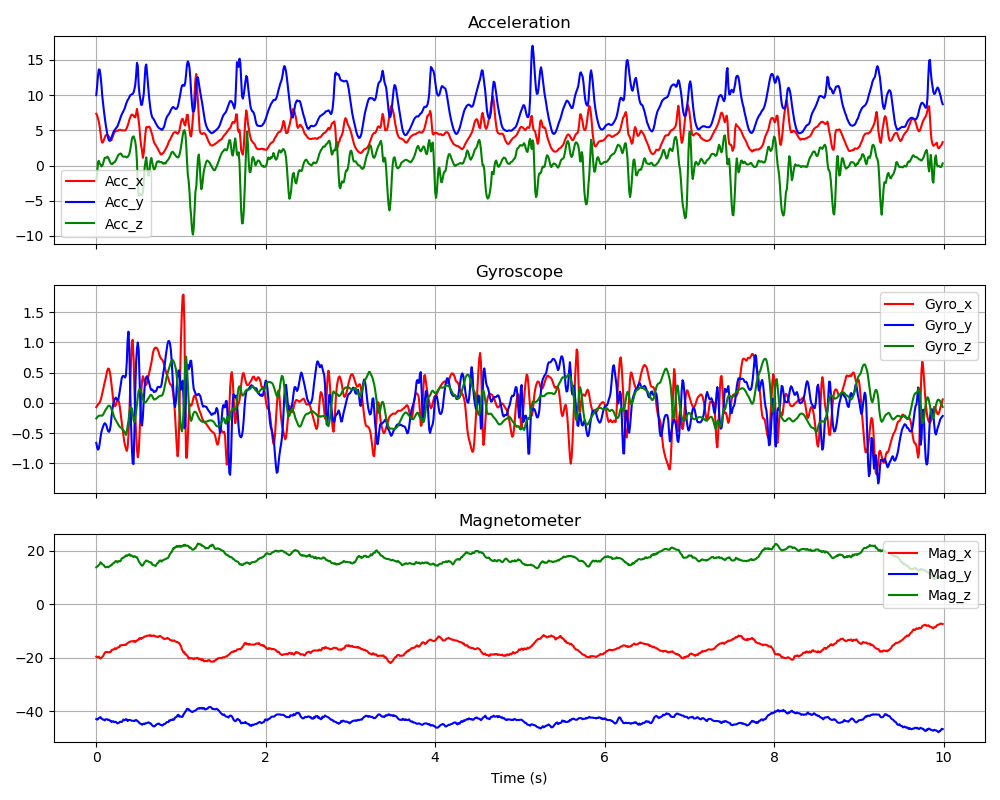 Acceleration
15
10
5
0
−5
−10
Acc_x
Acc_y
Acc_z
Gyroscope
1.5
1.0
0.5
0.0
−0.5
−1.0
Gyro_x
Gyro_y
Gyro_z
Magnetometer
20
0
−20
−40
Mag_x
Mag_y
Mag_z
0 2 4 6 8 10
Time (s)